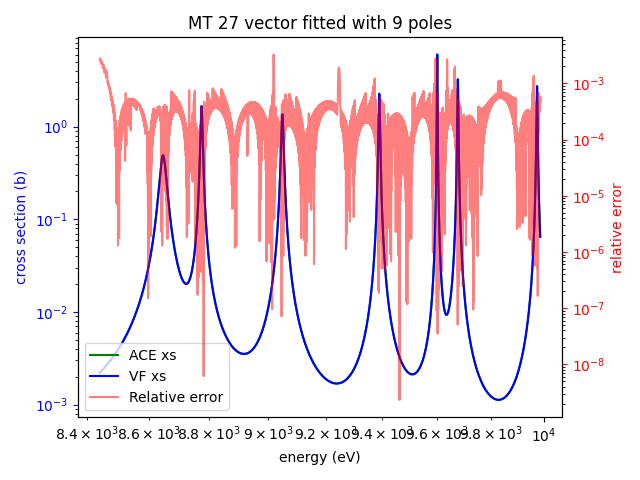 MT 27 vector fitted with 9 poles
10⁰
10⁻¹
10⁻²
10⁻³
cross section (b)
10⁻³
10⁻⁴
10⁻⁵
10⁻⁶
10⁻⁷
10⁻⁸
relative error
ACE xs
VF xs
Relative error
8.4 × 10³ 8.6 × 10³ 8.8 × 10³ 9 × 10³ 9.2 × 10³ 9.4 × 10³ 9.6 × 10³ 9.8 × 10³ 10⁴
energy (eV)